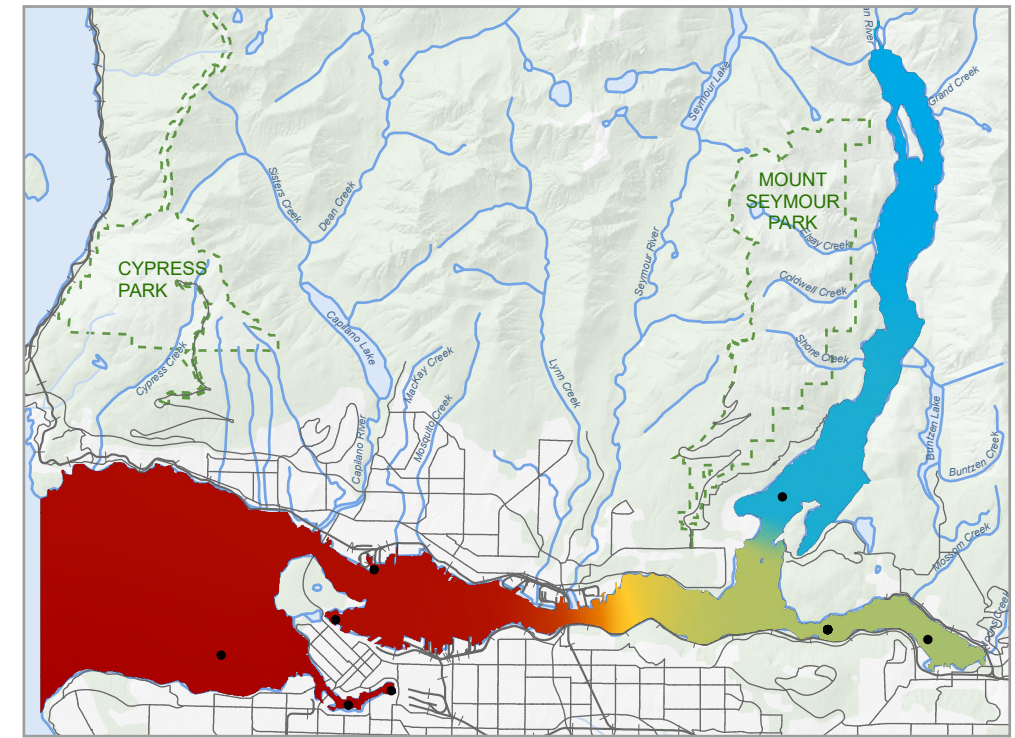 Grand Creek
Seymour Lake
MOUNT
SEYMOUR
PARK
Elsay Creek
Sisters Creek
Dean Creek
CYPRESS
PARK
Seymour River
Coldwell Creek
Capilano Lake
Shone Creek
Cypress Creek
MacKay Creek
Lynn Creek
Mosquito Creek
Capilano River
Buntzen Lake
Buntzen Creek
Mossom Creek
River
Creek